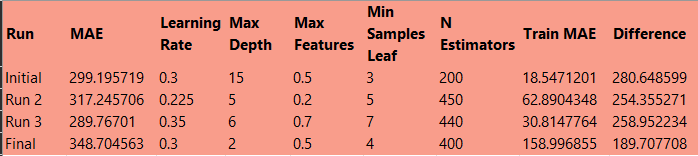 Run MAE Learning Rate Max Depth Max Features Min Samples Leaf N Estimators Train MAE Difference
Initial 299.195719 0.3 15 0.5 3 200 18.5471201 280.648599
Run 2 317.245706 0.225 5 0.2 5 450 62.8904348 254.355271
Run 3 289.76701 0.35 6 0.7 7 440 30.8147764 258.952234
Final 348.704563 0.3 2 0.5 4 400 158.996855 189.707708